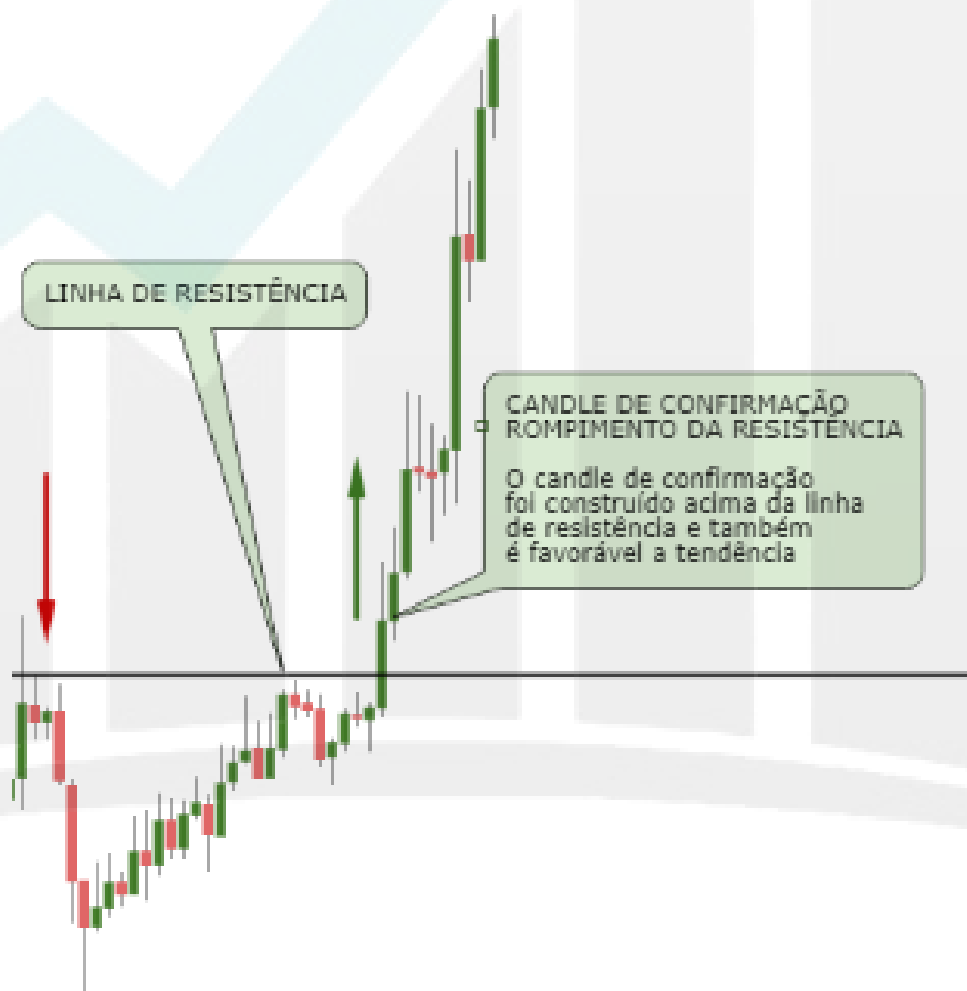 LINHA DE RESISTÊNCIA
CANDLE DE CONFIRMAÇÃO
ROMPIMENTO DA RESISTÊNCIA
O candle de confirmação
foi construído acima da linha
de resistência e também
é favorável a tendência